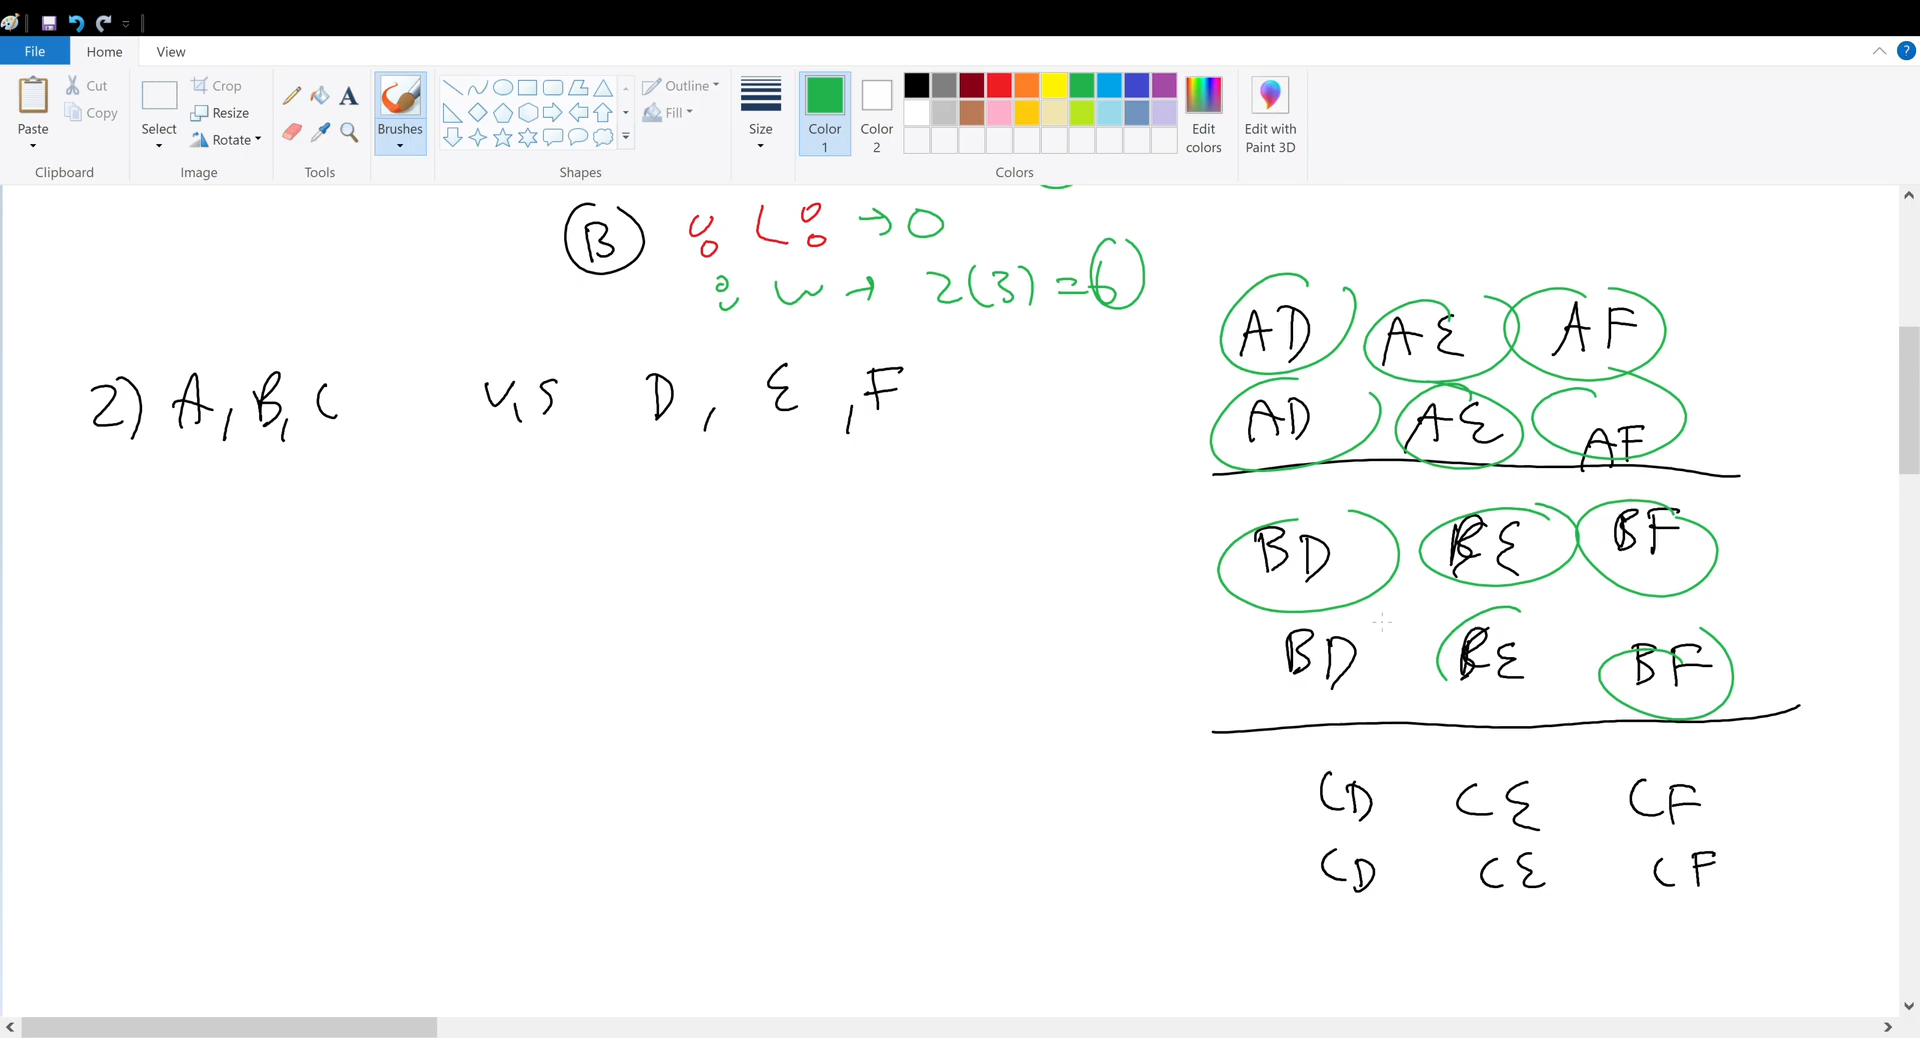 File Home View
Paste Cut Copy Clipboard
Select Crop Resize Rotate Image
Tools
Brushes
Shapes
Outline Fill
Size
Color 1 Color 2
Edit colors
Edit with Paint 3D
Colors
B L → 0
w → 2(3) = 6
2) A, B, C v,s D, E, F
AD AE AF
AD AE AF
BD BE BF
BD BE BF
CD CE CF
CD CE CF